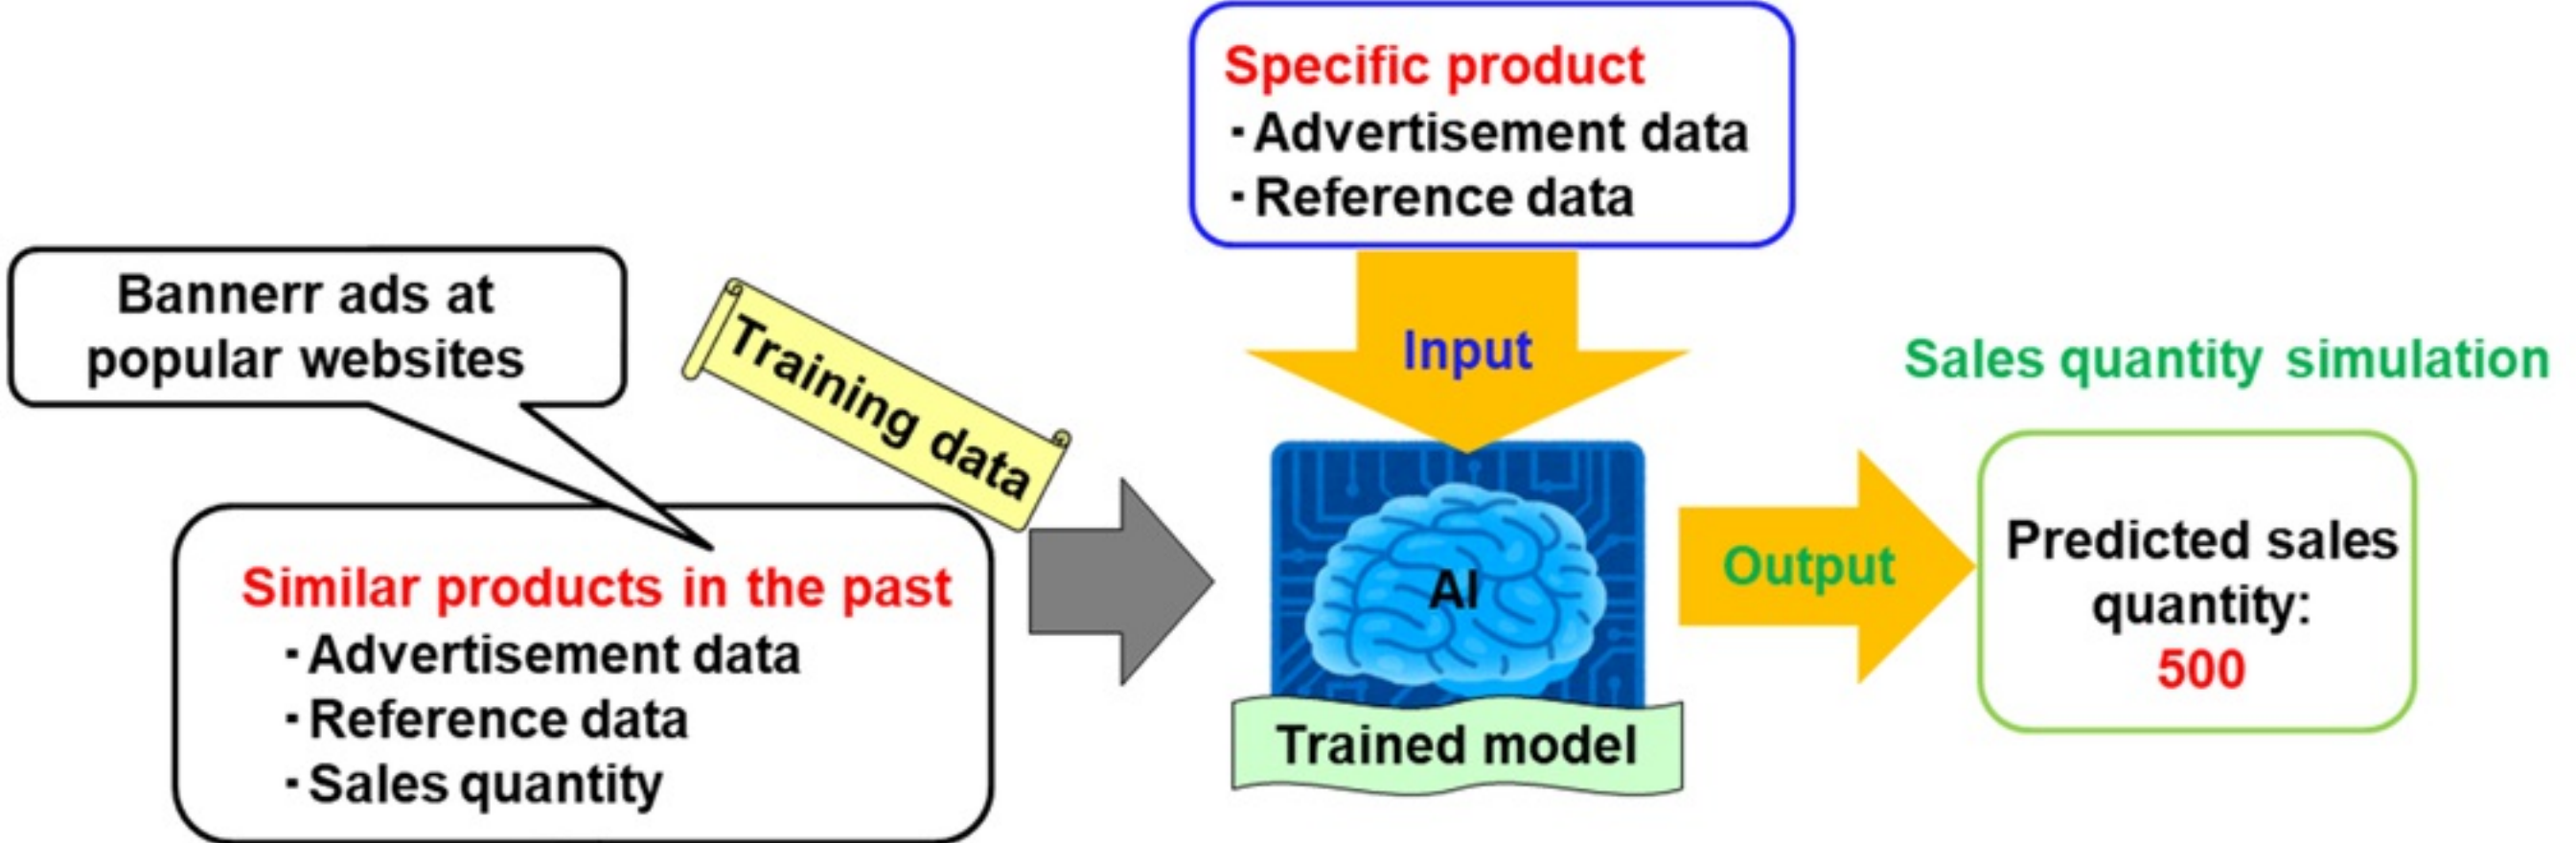 Specific product
- Advertisement data
- Reference data
Bannerr ads at
popular websites
Training data
Input
Sales quantity simulation
Similar products in the past
- Advertisement data
- Reference data
- Sales quantity
AI
Trained model
Output
Predicted sales
quantity:
500